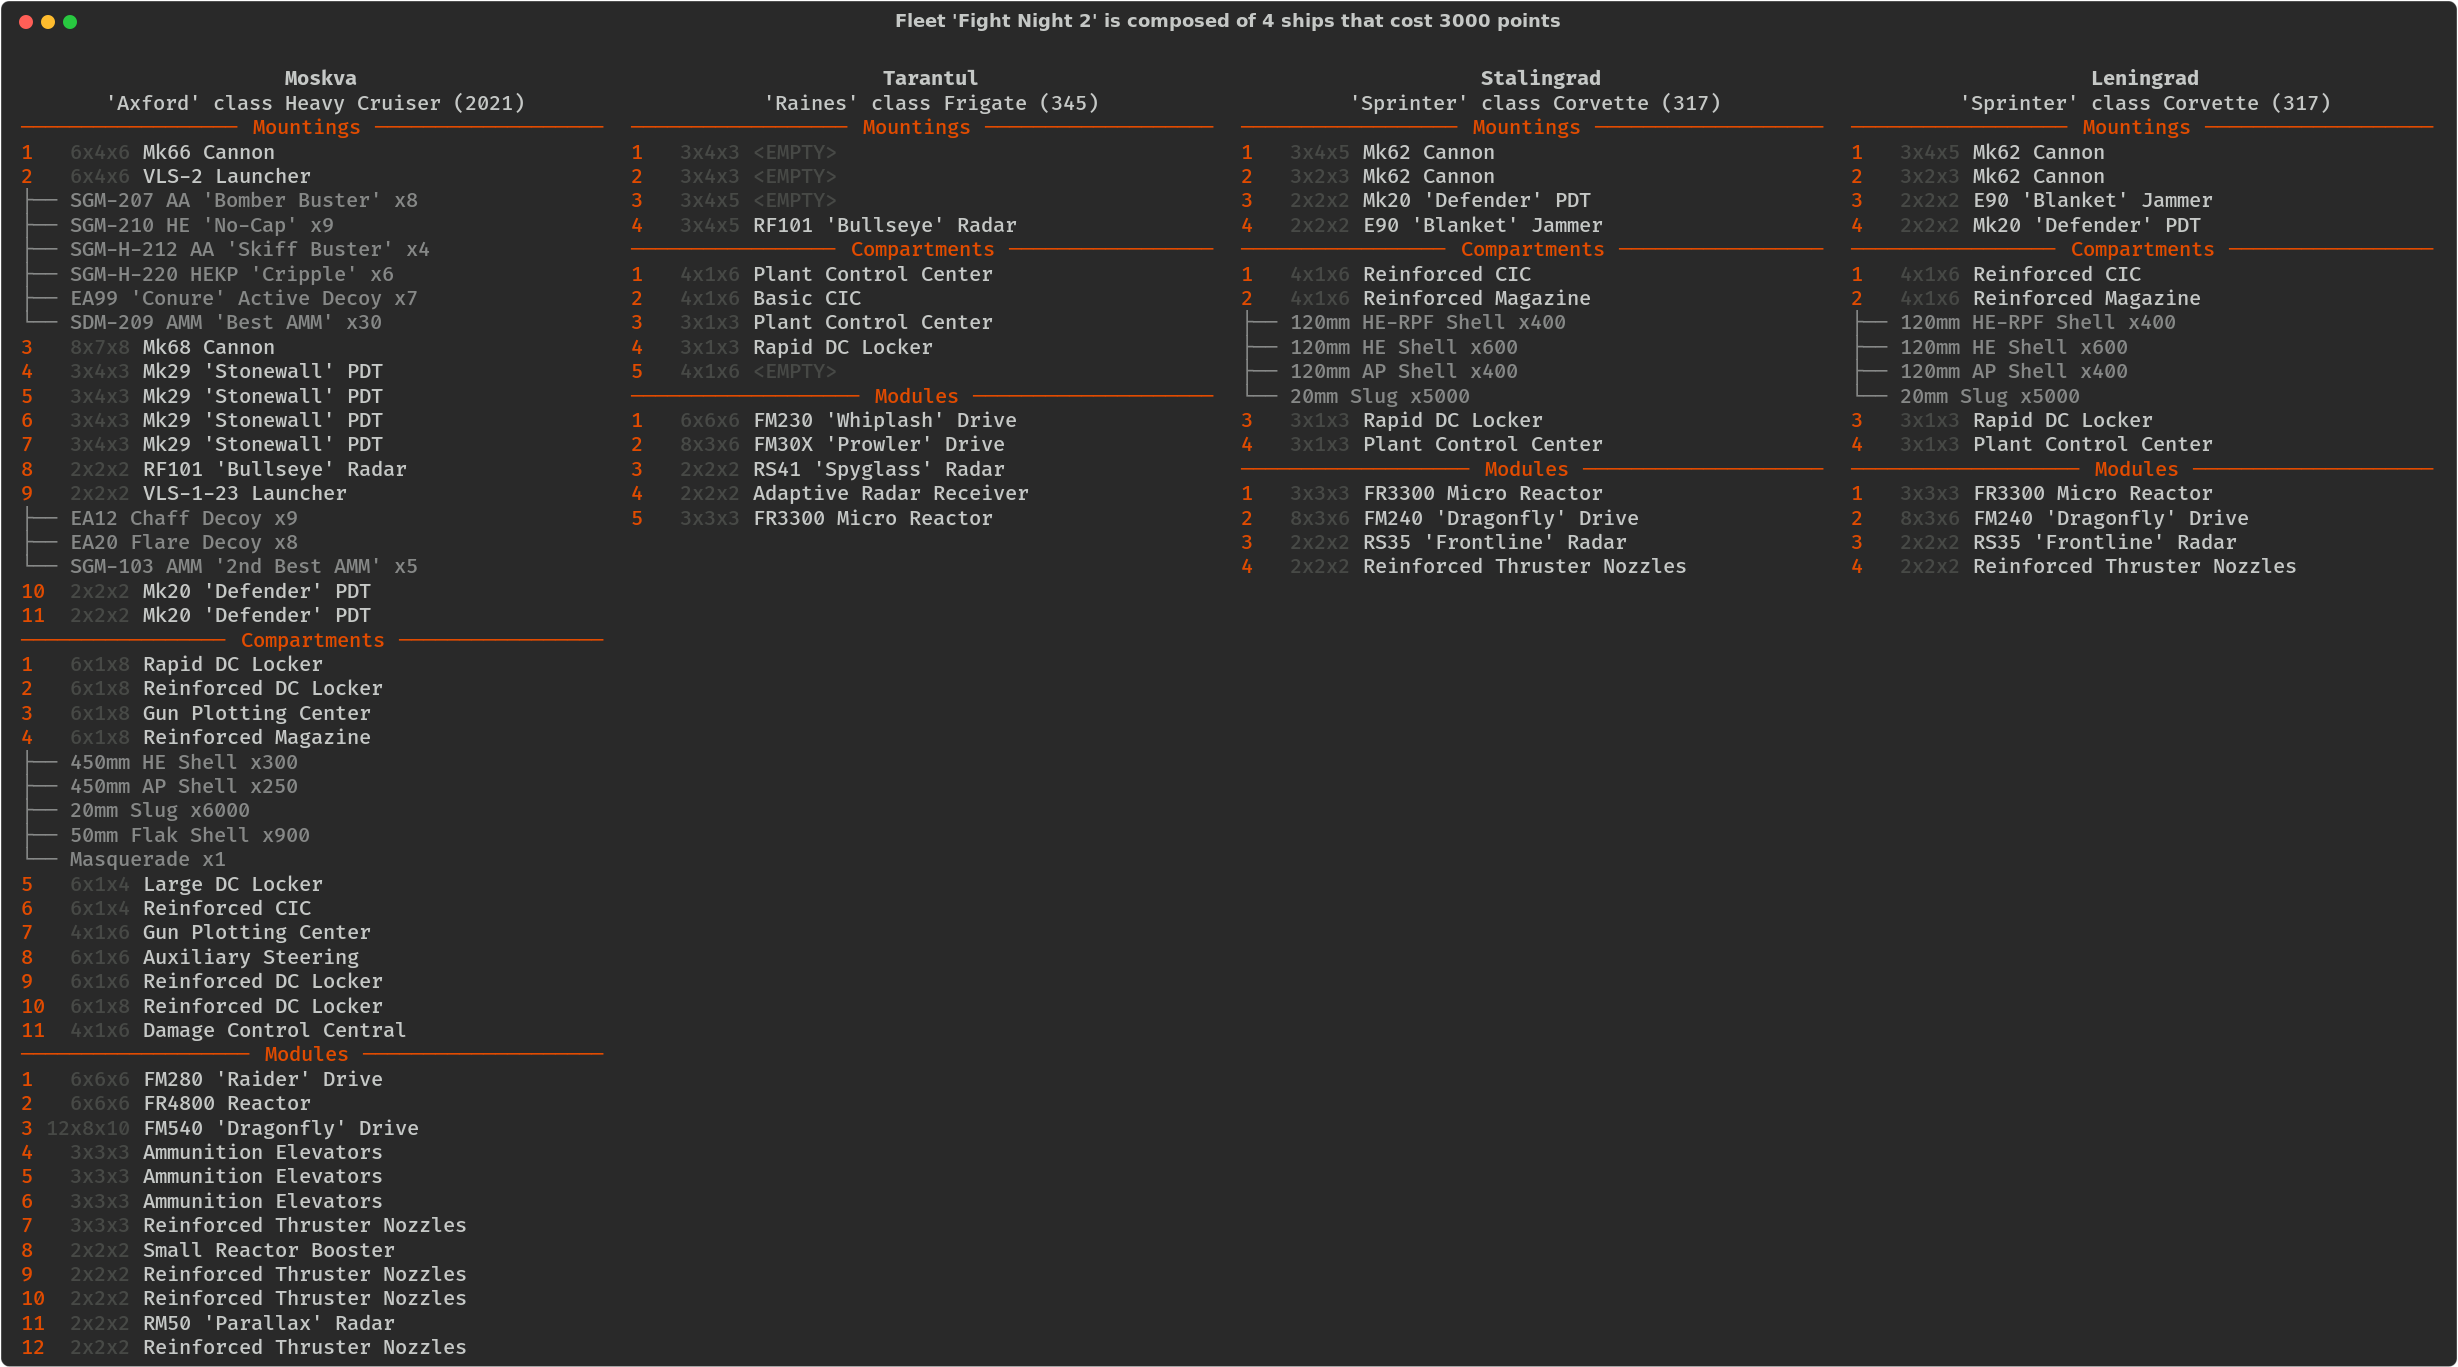 Fleet 'Fight Night 2' is composed of 4 ships that cost 3000 points
Moskva
'Axford' class Heavy Cruiser (2021)
Mountings
1 6x4x6 Mk66 Cannon
2 6x4x6 VLS-2 Launcher
SGM-207 AA 'Bomber Buster' x8
SGM-210 HE 'No-Cap' x9
SGM-H-212 AA 'Skiff Buster' x4
SGM-H-220 HEKP 'Cripple' x6
EA99 'Conure' Active Decoy x7
SDM-209 AMM 'Best AMM' x30
3 8x7x8 Mk68 Cannon
4 3x4x3 Mk29 'Stonewall' PDT
5 3x4x3 Mk29 'Stonewall' PDT
6 3x4x3 Mk29 'Stonewall' PDT
7 3x4x3 Mk29 'Stonewall' PDT
8 2x2x2 RF101 'Bullseye' Radar
9 2x2x2 VLS-1-23 Launcher
EA12 Chaff Decoy x9
EA20 Flare Decoy x8
SGM-103 AMM '2nd Best AMM' x5
10 2x2x2 Mk20 'Defender' PDT
11 2x2x2 Mk20 'Defender' PDT
Compartments
1 6x1x8 Rapid DC Locker
2 6x1x8 Reinforced DC Locker
3 6x1x8 Gun Plotting Center
4 6x1x8 Reinforced Magazine
450mm HE Shell x300
450mm AP Shell x250
20mm Slug x6000
50mm Flak Shell x900
Masquerade x1
5 6x1x4 Large DC Locker
6 6x1x4 Reinforced CIC
7 4x1x6 Gun Plotting Center
8 6x1x6 Auxiliary Steering
9 6x1x6 Reinforced DC Locker
10 6x1x8 Reinforced DC Locker
11 4x1x6 Damage Control Central
Modules
1 6x6x6 FM280 'Raider' Drive
2 6x6x6 FR4800 Reactor
3 12x8x10 FM540 'Dragonfly' Drive
4 3x3x3 Ammunition Elevators
5 3x3x3 Ammunition Elevators
6 3x3x3 Ammunition Elevators
7 3x3x3 Reinforced Thruster Nozzles
8 2x2x2 Small Reactor Booster
9 2x2x2 Reinforced Thruster Nozzles
10 2x2x2 Reinforced Thruster Nozzles
11 2x2x2 RM50 'Parallax' Radar
12 2x2x2 Reinforced Thruster Nozzles
Tarantul
'Raines' class Frigate (345)
Mountings
1 3x4x3 <EMPTY>
2 3x4x3 <EMPTY>
3 3x4x5 <EMPTY>
4 3x4x5 RF101 'Bullseye' Radar
Compartments
1 4x1x6 Plant Control Center
2 4x1x6 Basic CIC
3 3x1x3 Plant Control Center
4 3x1x3 Rapid DC Locker
5 4x1x6 <EMPTY>
Modules
1 6x6x6 FM230 'Whiplash' Drive
2 8x3x6 FM30X 'Prowler' Drive
3 2x2x2 RS41 'Spyglass' Radar
4 2x2x2 Adaptive Radar Receiver
5 3x3x3 FR3300 Micro Reactor
Stalingrad
'Sprinter' class Corvette (317)
Mountings
1 3x4x5 Mk62 Cannon
2 3x2x3 Mk62 Cannon
3 2x2x2 Mk20 'Defender' PDT
4 2x2x2 E90 'Blanket' Jammer
Compartments
1 4x1x6 Reinforced CIC
2 4x1x6 Reinforced Magazine
120mm HE-RPF Shell x400
120mm HE Shell x600
120mm AP Shell x400
20mm Slug x5000
3 3x1x3 Rapid DC Locker
4 3x1x3 Plant Control Center
Modules
1 3x3x3 FR3300 Micro Reactor
2 8x3x6 FM240 'Dragonfly' Drive
3 2x2x2 RS35 'Frontline' Radar
4 2x2x2 Reinforced Thruster Nozzles
Leningrad
'Sprinter' class Corvette (317)
Mountings
1 3x4x5 Mk62 Cannon
2 3x2x3 Mk62 Cannon
3 2x2x2 E90 'Blanket' Jammer
4 2x2x2 Mk20 'Defender' PDT
Compartments
1 4x1x6 Reinforced CIC
2 4x1x6 Reinforced Magazine
120mm HE-RPF Shell x400
120mm HE Shell x600
120mm AP Shell x400
20mm Slug x5000
3 3x1x3 Rapid DC Locker
4 3x1x3 Plant Control Center
Modules
1 3x3x3 FR3300 Micro Reactor
2 8x3x6 FM240 'Dragonfly' Drive
3 2x2x2 RS35 'Frontline' Radar
4 2x2x2 Reinforced Thruster Nozzles